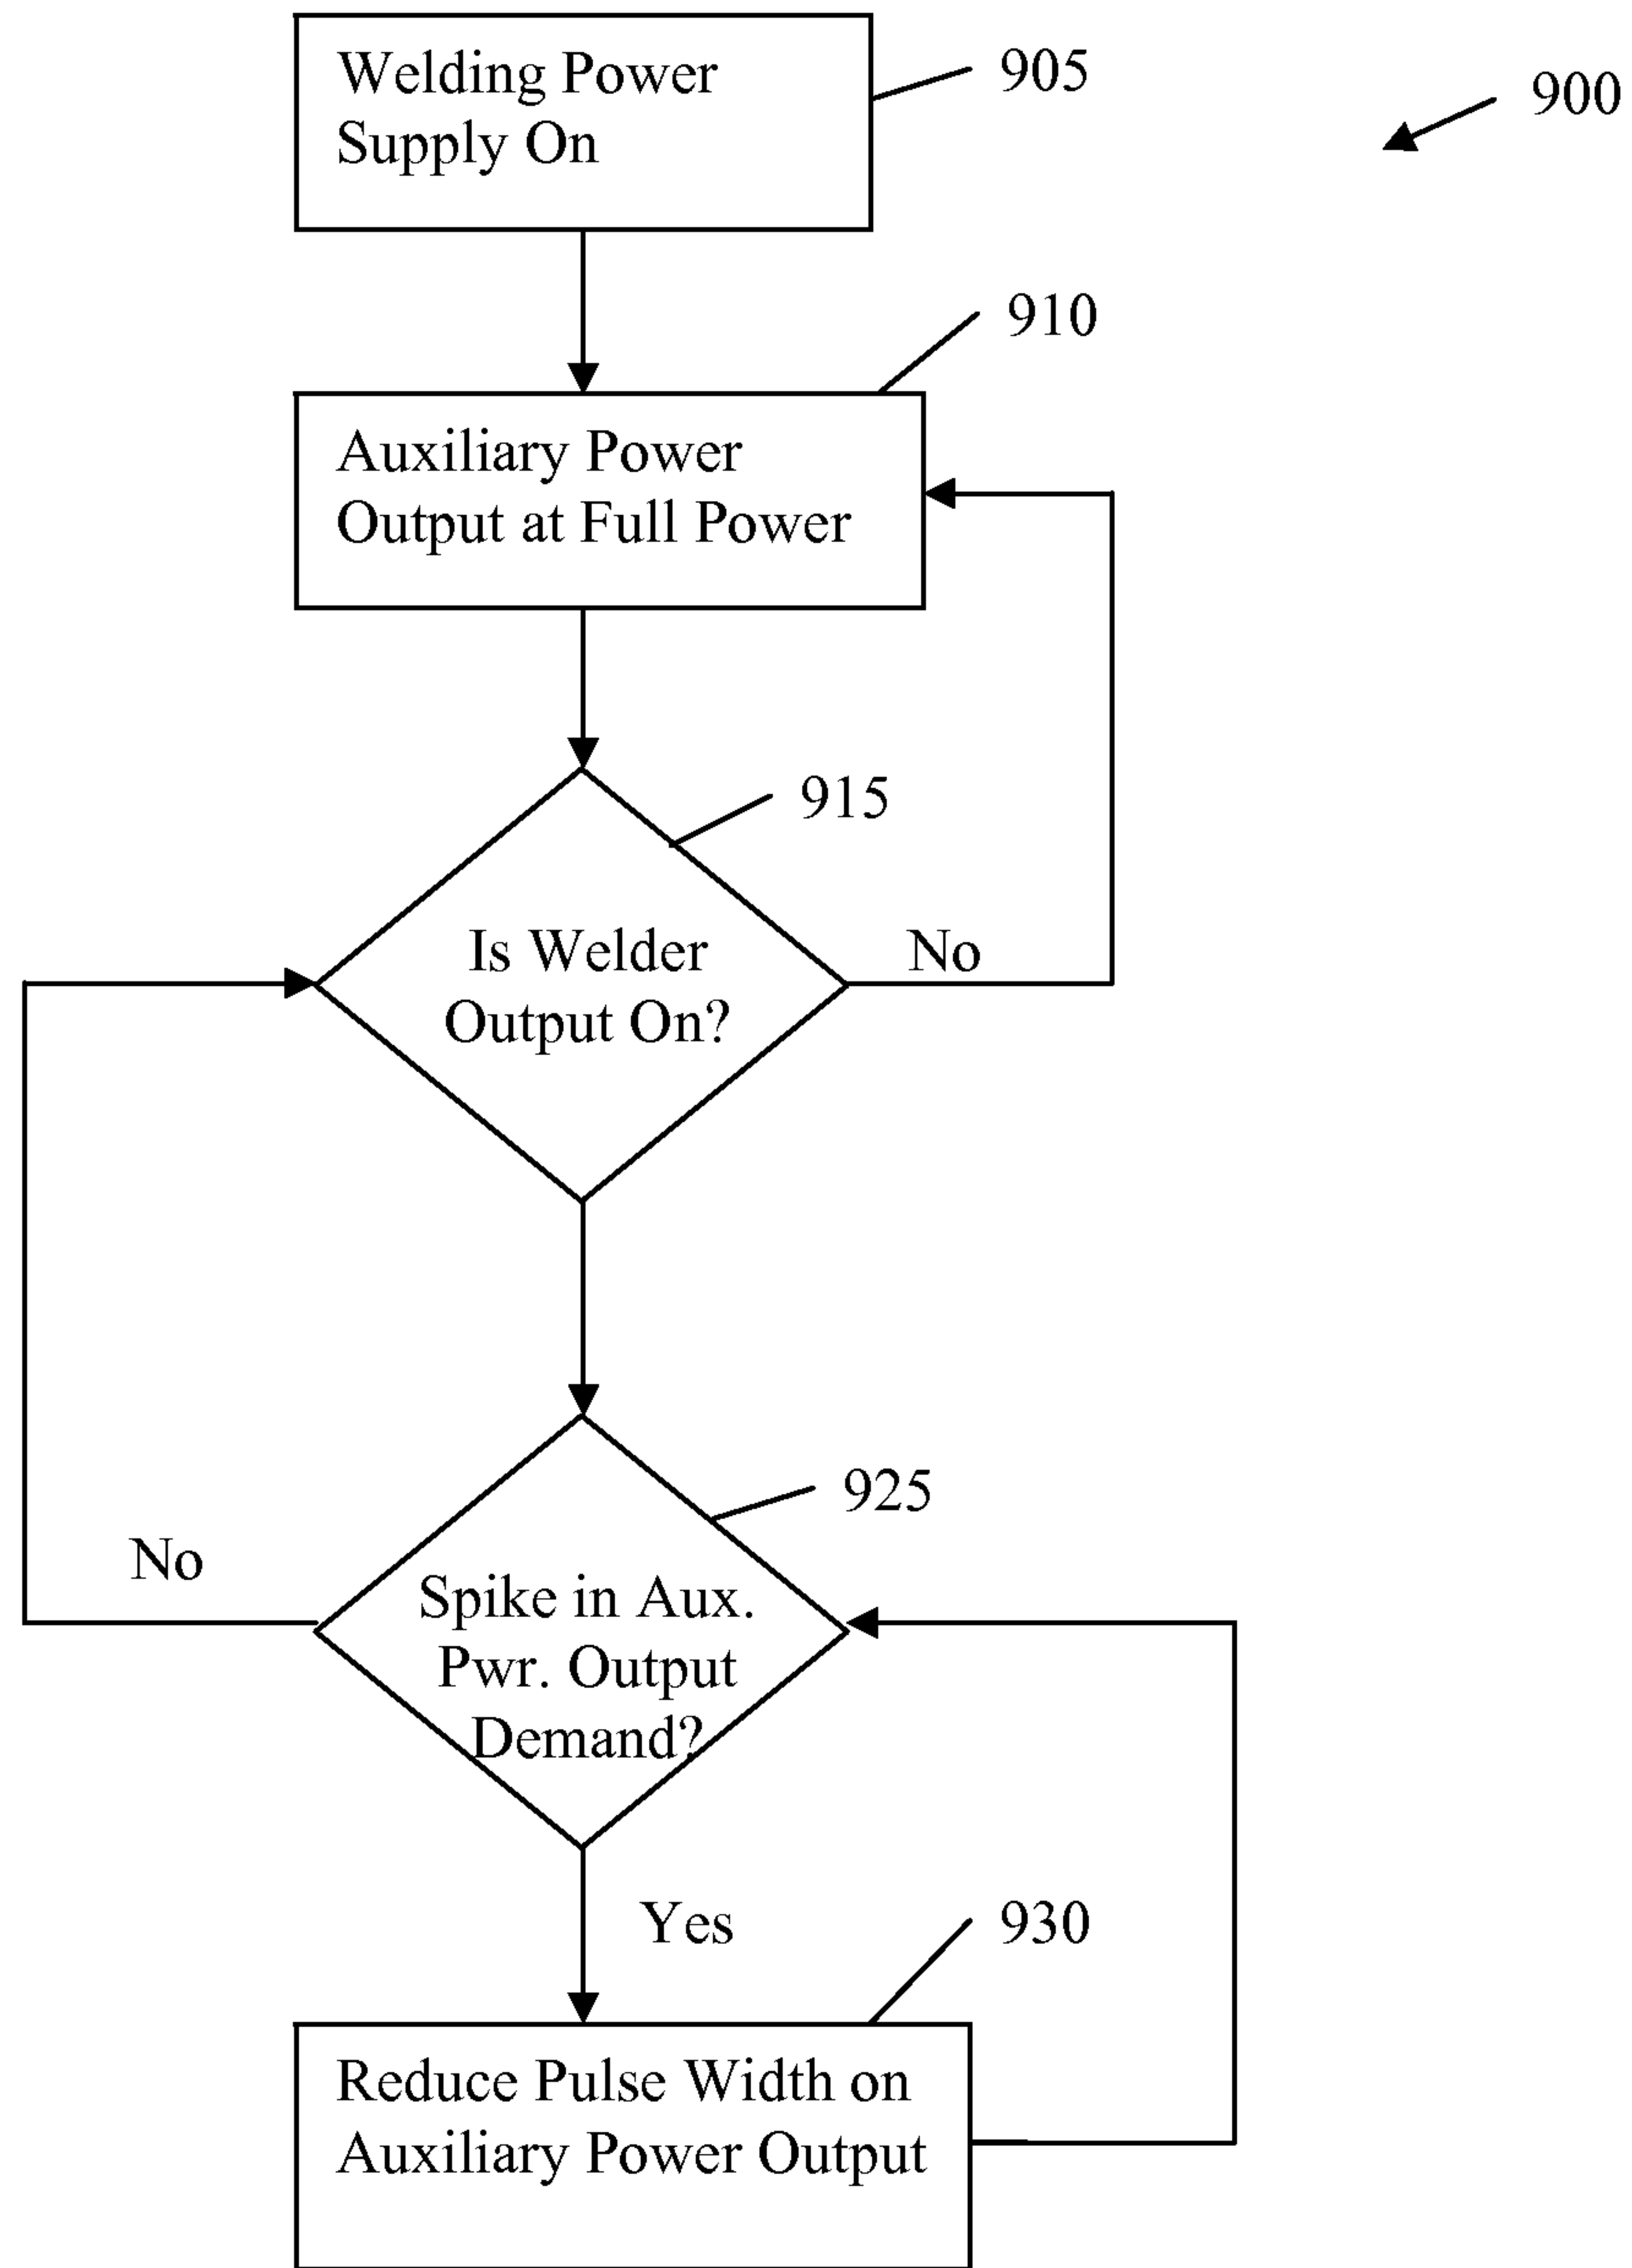 Welding Power
Supply On
905
900
910
Auxiliary Power
Output at Full Power
915
Is Welder
Output On?
No
925
No
Spike in Aux.
Pwr. Output
Demand?
Yes
930
Reduce Pulse Width on
Auxiliary Power Output